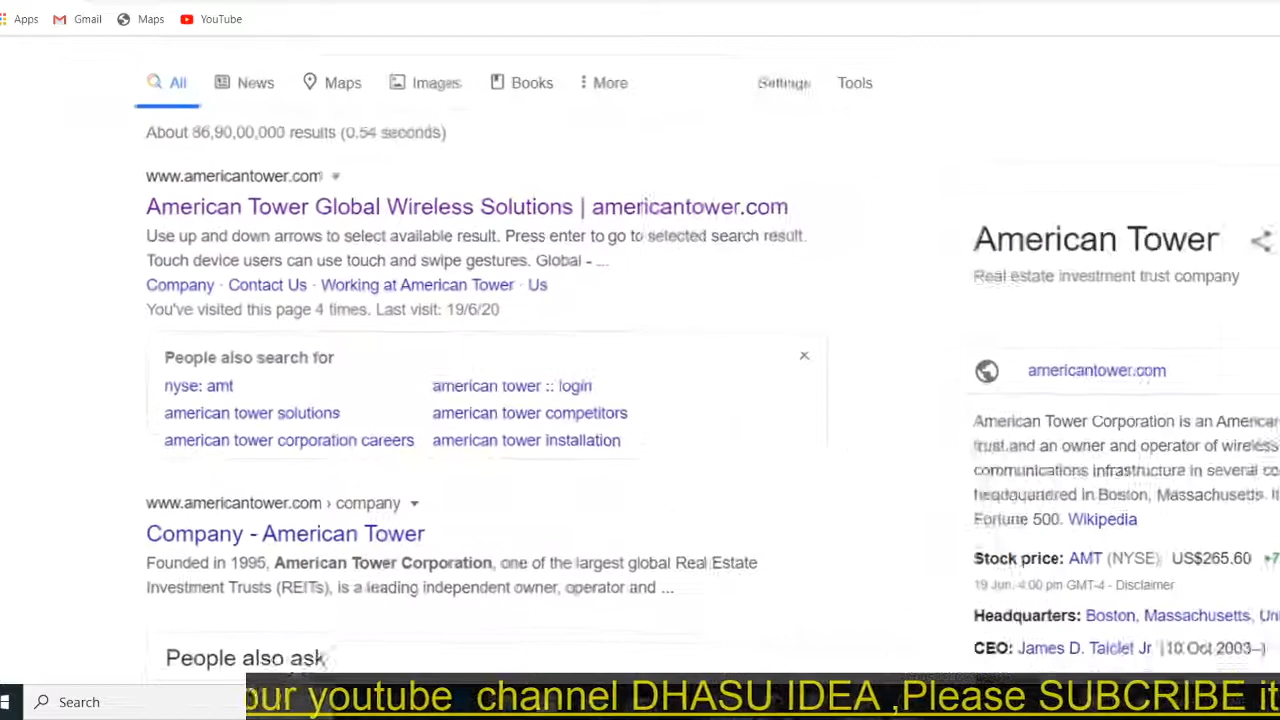 Apps Gmail Maps YouTube
All News Maps Images Books More Settings Tools
About 86,90,00,000 results (0.54 seconds)
www.americantower.com
American Tower Global Wireless Solutions | americantower.com
Use up and down arrows to select available result. Press enter to go to selected search result.
Touch device users can use touch and swipe gestures. Global - ...
Company · Contact Us · Working at American Tower · Us
You've visited this page 4 times. Last visit: 19/6/20
People also search for
nyse: amt
american tower :: login
american tower solutions
american tower competitors
american tower corporation careers
american tower installation
www.americantower.com › company
Company - American Tower
Founded in 1995, American Tower Corporation, one of the largest global Real Estate
Investment Trusts (REITs), is a leading independent owner, operator and ...
People also ask
American Tower
Real estate investment trust company
americantower.com
American Tower Corporation is an American
trust and an owner and operator of wireless
communications infrastructure in several co
headquartered in Boston, Massachusetts. It
Fortune 500. Wikipedia
Stock price: AMT (NYSE) US$265.60 +7
19 Jun, 4:00 pm GMT-4 - Disclaimer
Headquarters: Boston, Massachusetts, Un
CEO: James D. Taiclet Jr (10 Oct 2003–)
Search
our youtube channel DHASU IDEA ,Please SUBCRIBE it